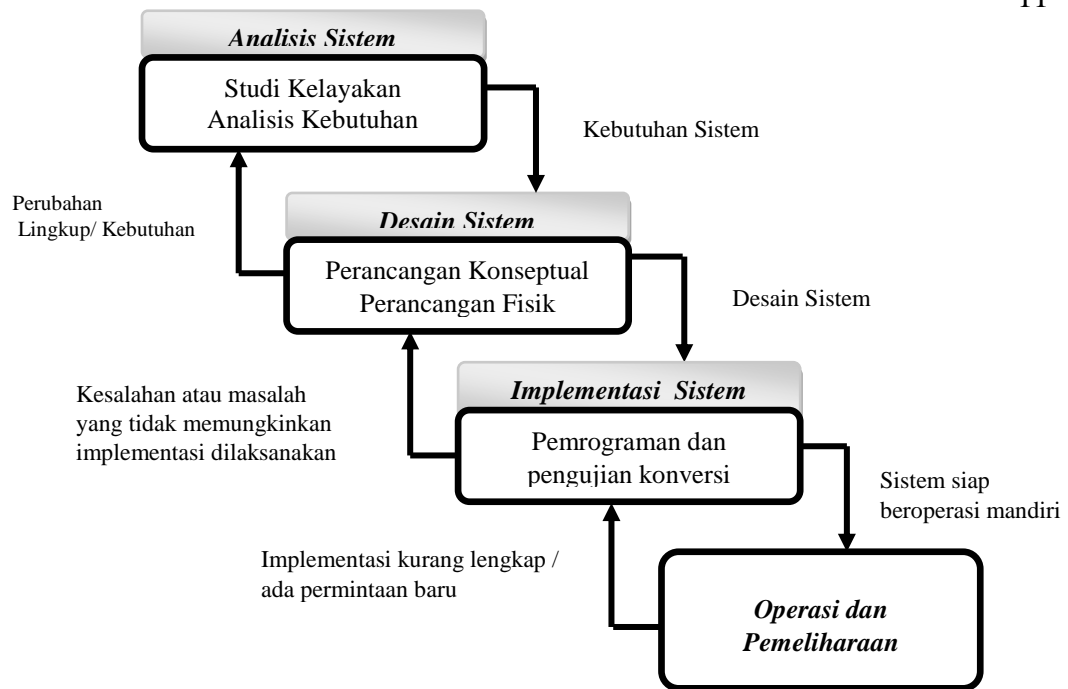 Analisis Sistem
Studi Kelayakan
Analisis Kebutuhan
Kebutuhan Sistem
Perubahan
Lingkup/ Kebutuhan
Desain Sistem
Perancangan Konseptual
Perancangan Fisik
Desain Sistem
Kesalahan atau masalah
yang tidak memungkinkan
implementasi dilaksanakan
Implementasi Sistem
Pemrograman dan
pengujian konversi
Sistem siap
beroperasi mandiri
Implementasi kurang lengkap /
ada permintaan baru
Operasi dan
Pemeliharaan